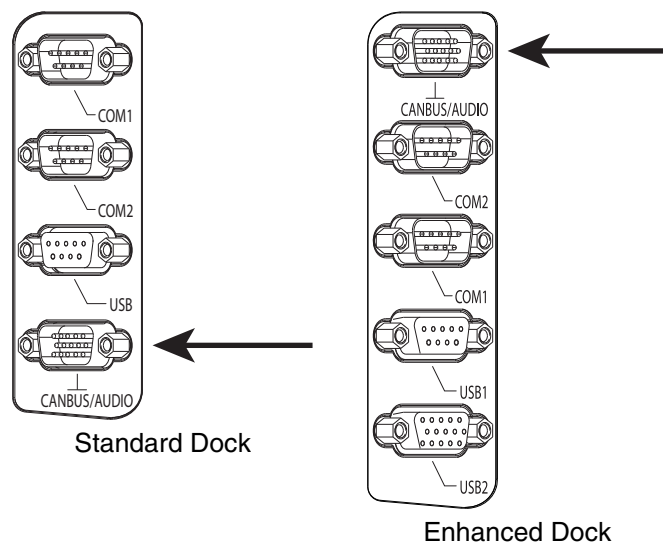 COM1
COM2
USB
CANBUS/AUDIO
Standard Dock
CANBUS/AUDIO
COM2
COM1
USB1
USB2
Enhanced Dock